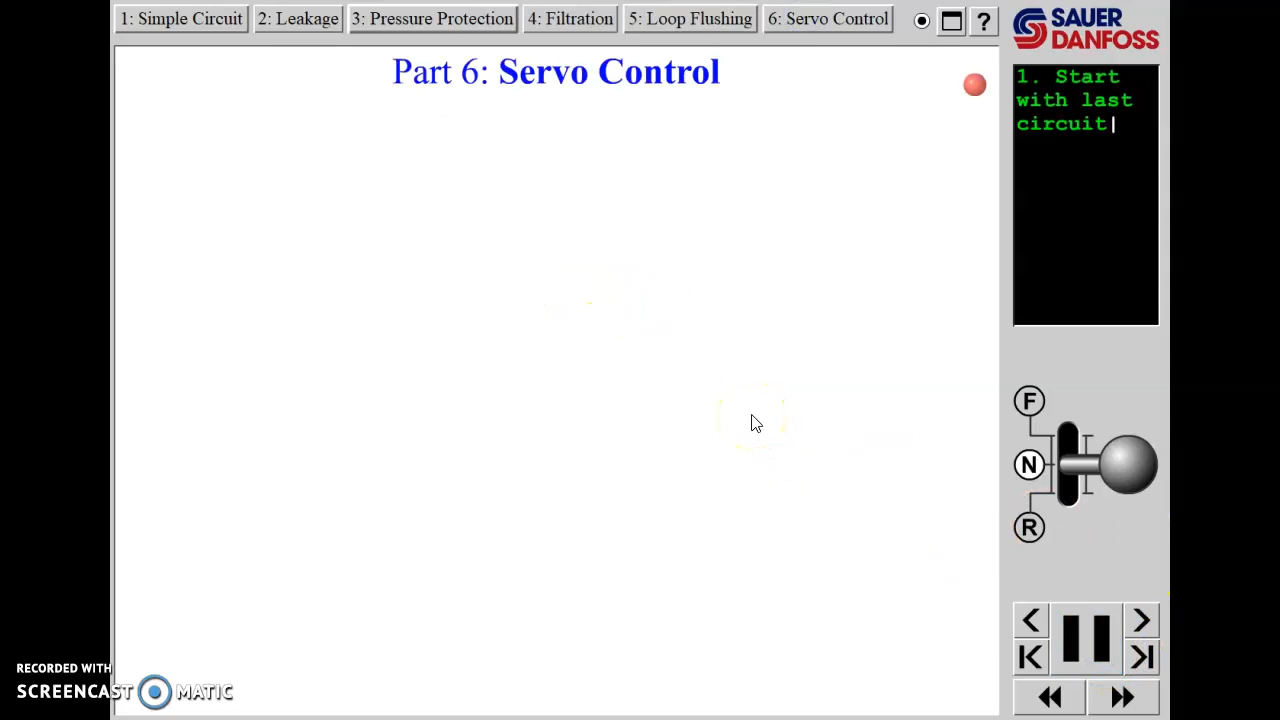 1: Simple Circuit
2: Leakage
3: Pressure Protection
4: Filtration
5: Loop Flushing
6: Servo Control
?
SAUER
DANFOSS
Part 6: Servo Control
1. Start
with last
circuit
F
N
R
RECORDED WITH
SCREENCAST MATIC